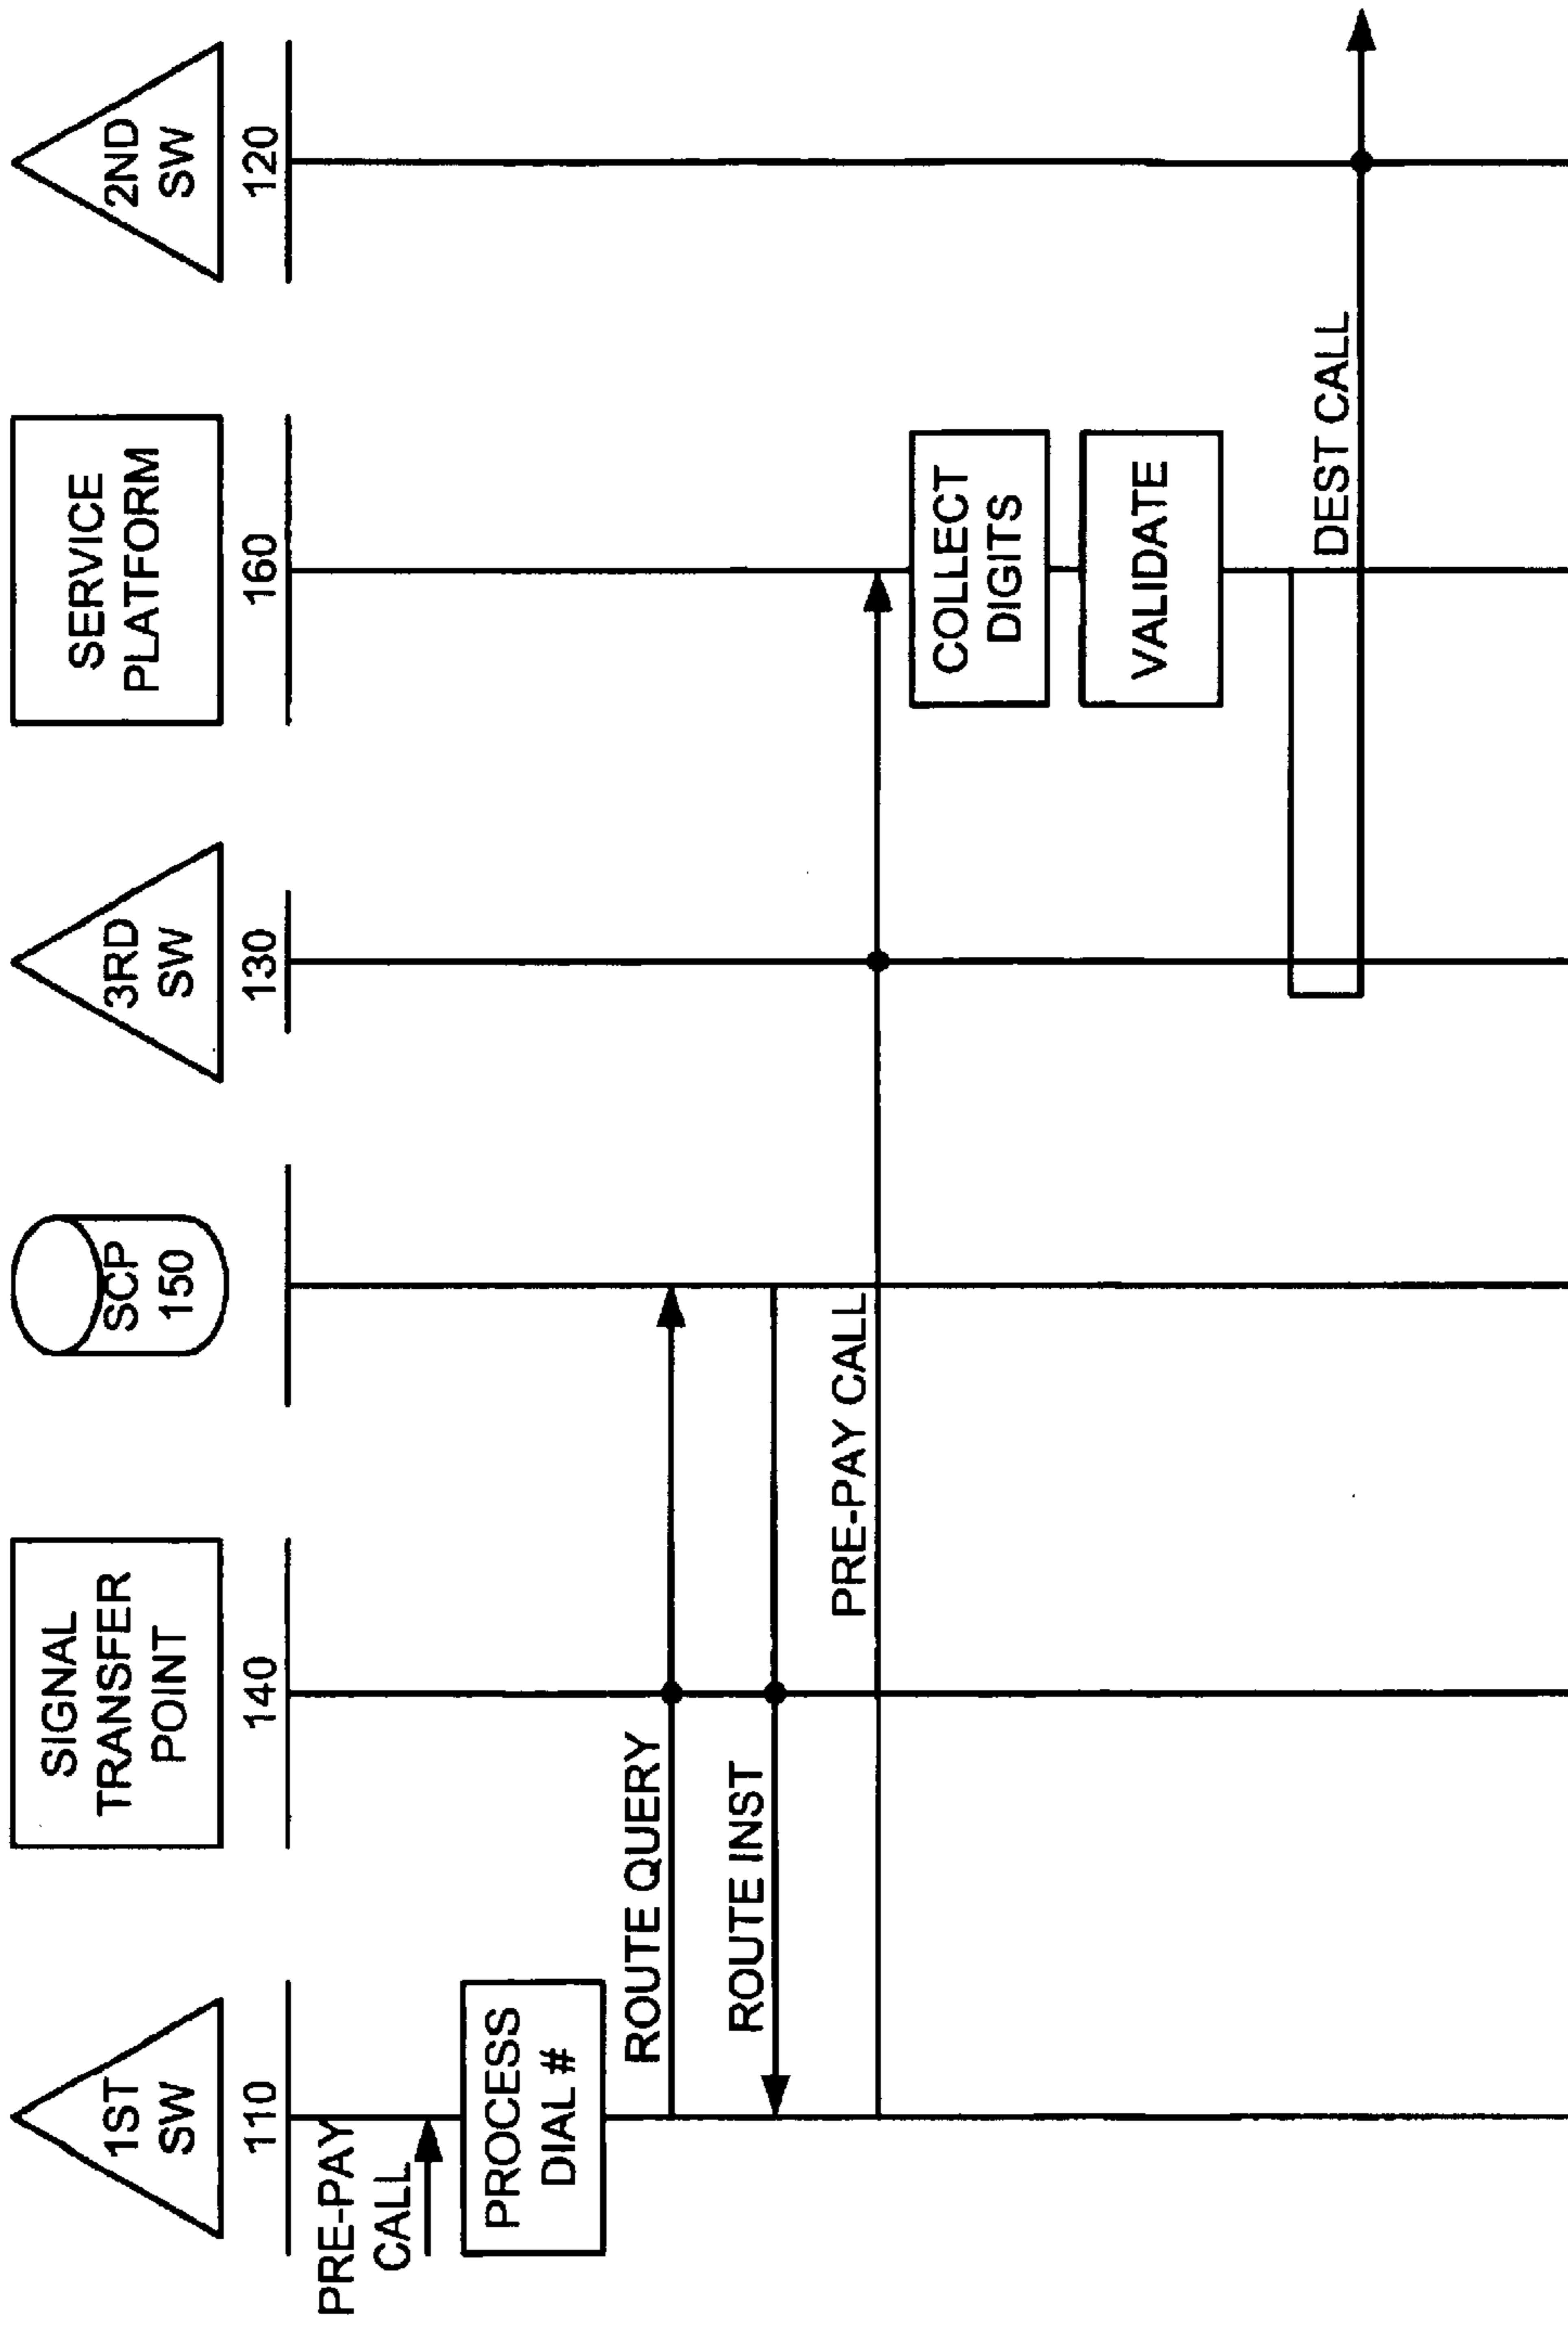 1ST
SW
110
SIGNAL
TRANSFER
POINT
140
SCP
150
3RD
SW
130
SERVICE
PLATFORM
160
2ND
SW
120
PRE-PAY
CALL
PROCESS
DIAL #
ROUTE QUERY
ROUTE INST
PRE-PAY CALL
COLLECT
DIGITS
VALIDATE
DEST CALL